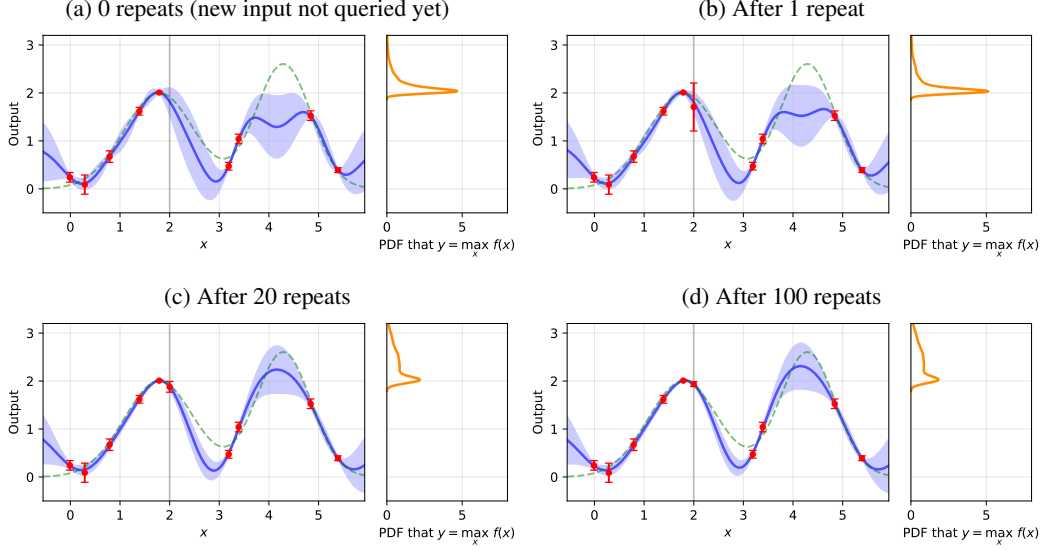 (a) 0 repeats (new input not queried yet)
(b) After 1 repeat
3
2
1
0
Output
0 1 2 3 4 5
x
0 5
PDF that y = max f(x)
x
3
2
1
0
Output
0 1 2 3 4 5
x
0 5
PDF that y = max f(x)
x
(c) After 20 repeats
(d) After 100 repeats
3
2
1
0
Output
0 1 2 3 4 5
x
0 5
PDF that y = max f(x)
x
3
2
1
0
Output
0 1 2 3 4 5
x
0 5
PDF that y = max f(x)
x